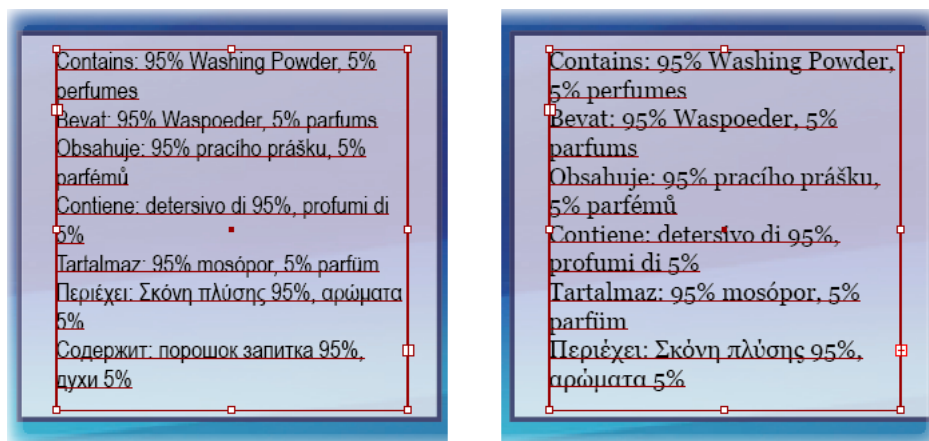 Contains: 95% Washing Powder, 5%
perfumes
Bevat: 95% Waspoeder, 5% parfums
Obsahuje: 95% pracího prášku, 5%
parfémů
Contiene: detersivo di 95%, profumi di
5%
Tartalmaz: 95% mosópor, 5% parfüm
Περιέχει: Σκόνη πλύσης 95%, αρώματα
5%
Содержит: порошок запитка 95%,
духи 5%
Contains: 95% Washing Powder,
5% perfumes
Bevat: 95% Waspoeder, 5%
parfums
Obsahuje: 95% pracího prášku,
5% parfémů
Contiene: detersivo di 95%,
profumi di 5%
Tartalmaz: 95% mosópor, 5%
parfüm
Περιέχει: Σκόνη πλύσης 95%,
αρώματα 5%